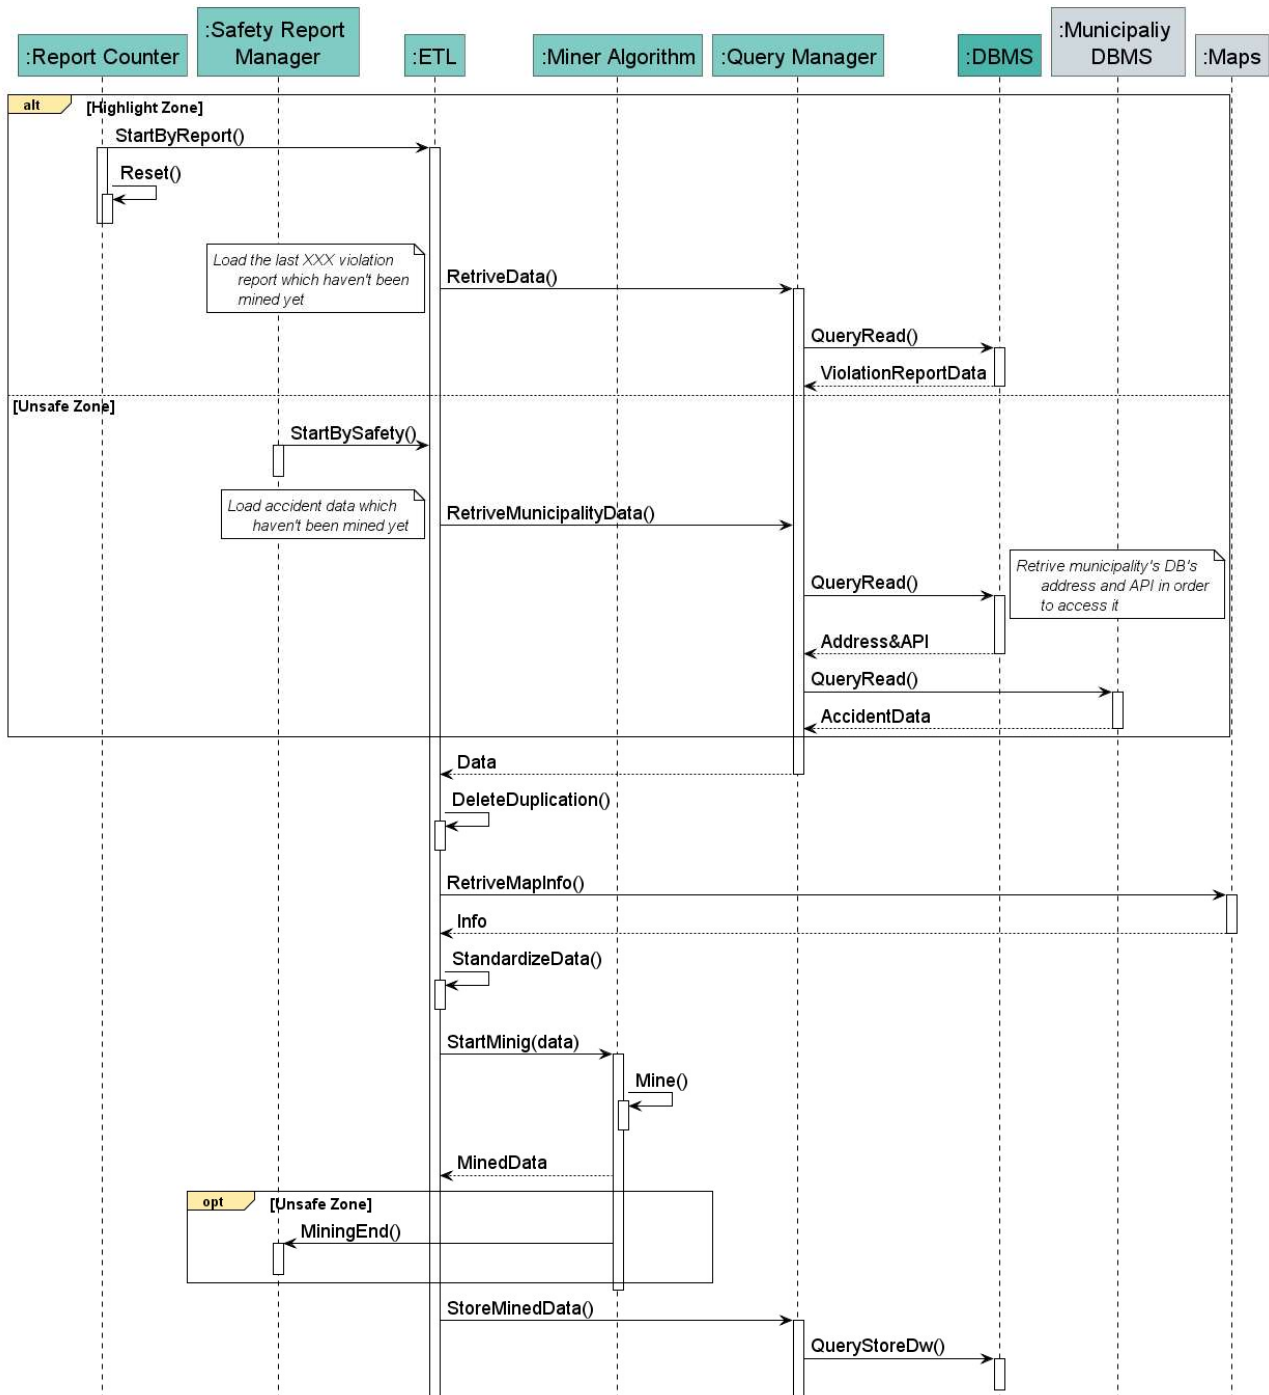 :Report Counter
:Safety Report
Manager
:ETL
:Miner Algorithm
:Query Manager
:DBMS
:Municipaliy
DBMS
:Maps
alt
[Highlight Zone]
StartByReport()
Reset()
Load the last XXX violation
report which haven't been
mined yet
RetriveData()
QueryRead()
ViolationReportData
[Unsafe Zone]
StartBySafety()
Load accident data which
haven't been mined yet
RetriveMunicipalityData()
Retrive municipality's DB's
address and API in order
to access it
QueryRead()
Address&API
QueryRead()
AccidentData
Data
DeleteDuplication()
RetriveMapInfo()
Info
StandardizeData()
StartMinig(data)
Mine()
MinedData
opt
[Unsafe Zone]
MiningEnd()
StoreMinedData()
QueryStoreDw()